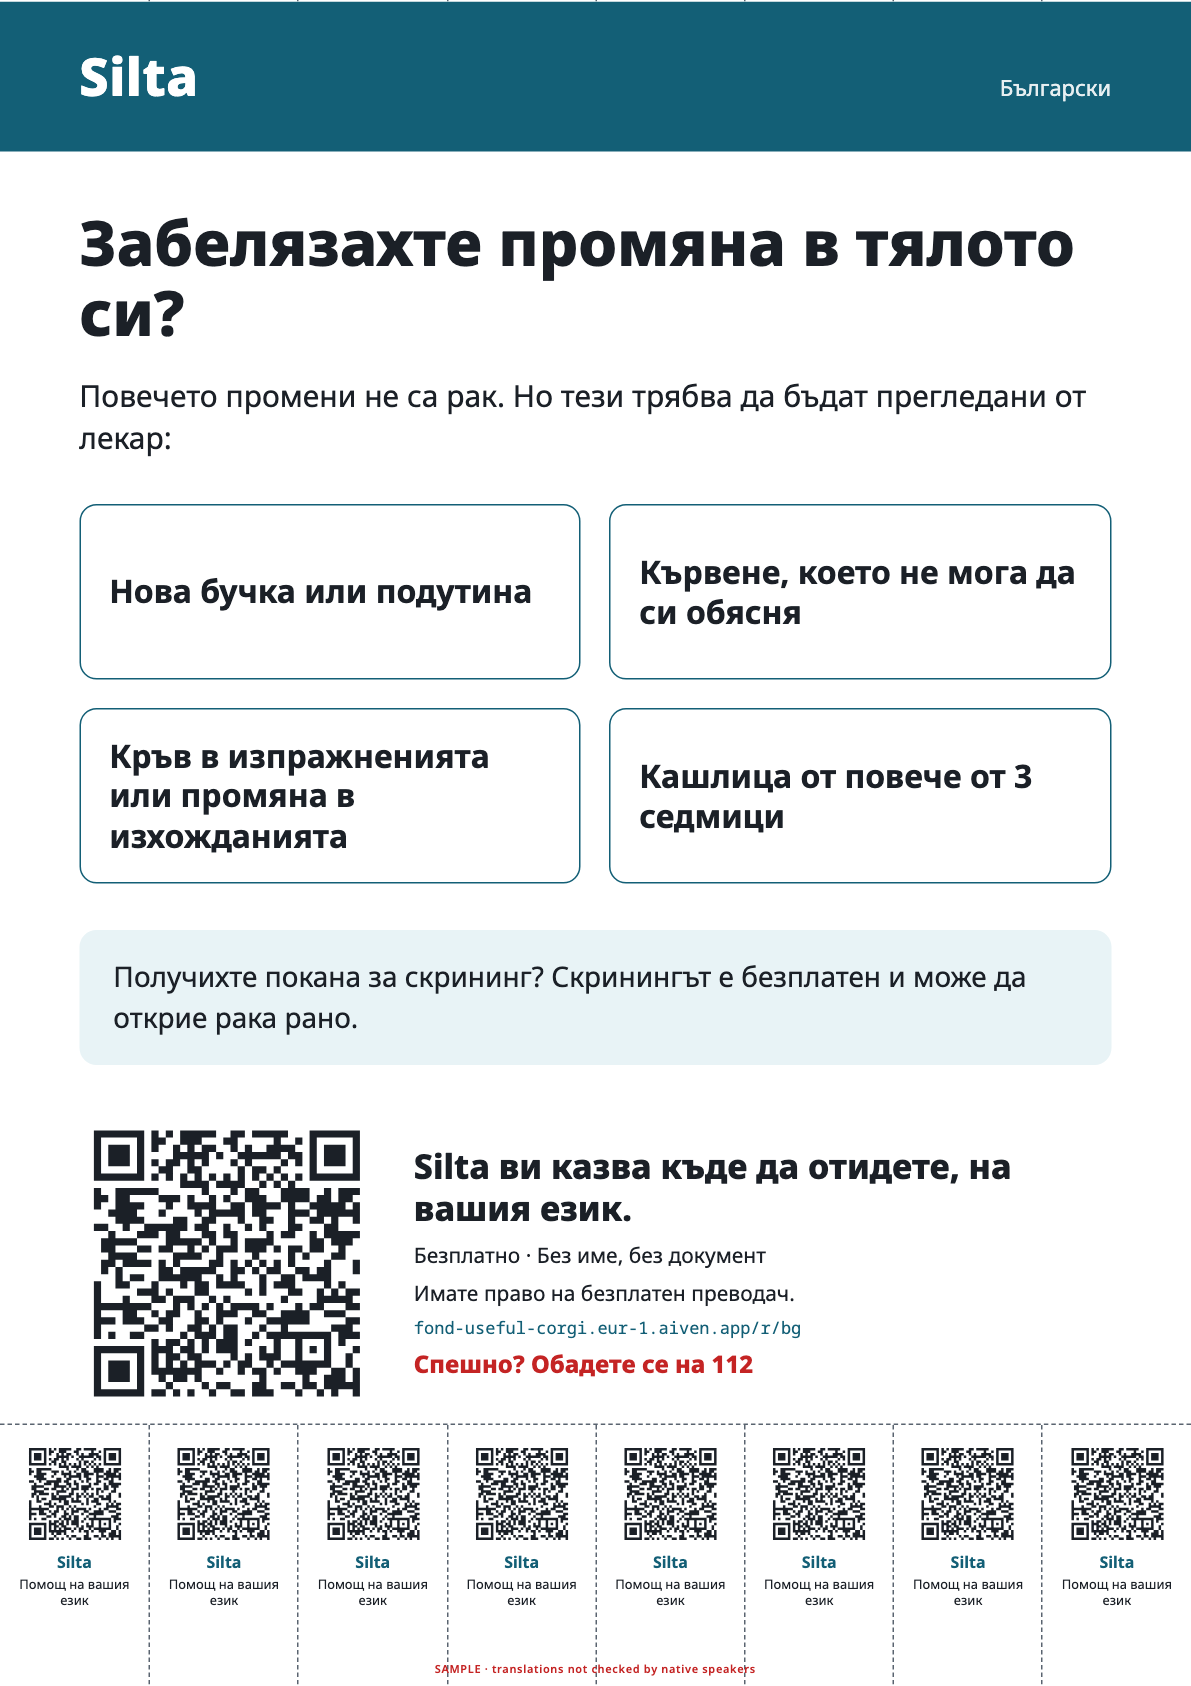 Silta
Български
Забелязахте промяна в тялото
си?
Повечето промени не са рак. Но тези трябва да бъдат прегледани от
лекар:
Нова бучка или подутина
Кървене, което не мога да
си обясня
Кръв в изпражненията
или промяна в
изхожданията
Кашлица от повече от 3
седмици
Получихте покана за скрининг? Скринингът е безплатен и може да
открие рака рано.
Silta ви казва къде да отидете, на
вашия език.
Безплатно · Без име, без документ
Имате право на безплатен преводач.
fond-useful-corgi.eur-1.aiven.app/r/bg
Спешно? Обадете се на 112
Silta
Помощ на вашия
език
Silta
Помощ на вашия
език
Silta
Помощ на вашия
език
Silta
Помощ на вашия
език
Silta
Помощ на вашия
език
Silta
Помощ на вашия
език
Silta
Помощ на вашия
език
Silta
Помощ на вашия
език
SAMPLE · translations not checked by native speakers